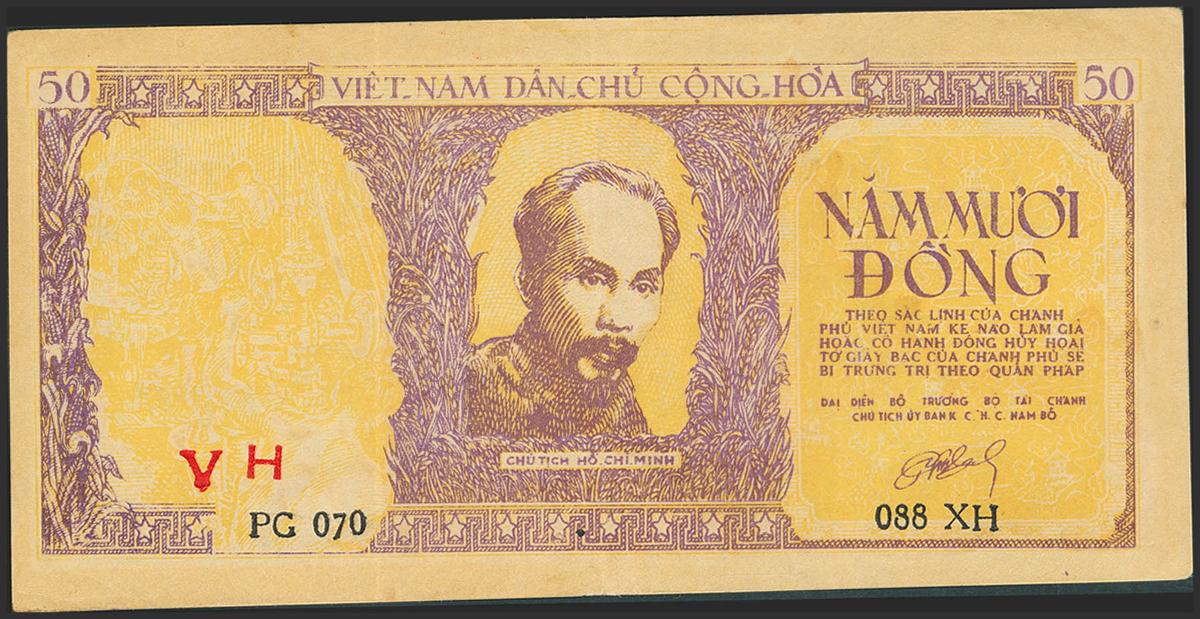 50
VIỆT-NAM DÂN-CHỦ CỘNG-HÒA
50
NĂM MƯƠI
ĐỒNG
THEO SẮC LỊNH CỦA CHÁNH
PHỦ VIỆT NAM KẺ NÀO LÀM GIẢ
HOẶC CÓ HÀNH ĐỘNG HỦY HOẠI
TỜ GIẤY BẠC CỦA CHÁNH PHỦ SẼ
BỊ TRỪNG TRỊ THEO QUÂN PHÁP
ĐẠI DIỆN BỘ TRƯỞNG BỘ TÀI CHÁNH
CHỦ TỊCH ỦY BAN K.C.H.C. NAM BỘ
CHỦ TỊCH HỒ-CHÍ-MINH
V H
PG 070
088 XH